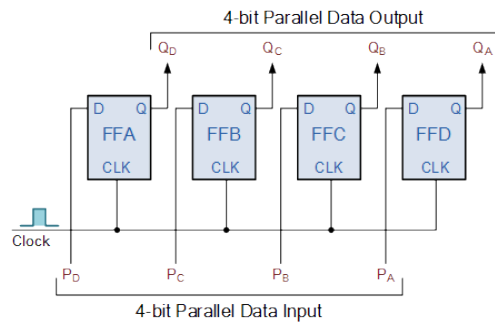 4-bit Parallel Data Output
QD QC QB QA
D Q D Q D Q D Q
FFA FFB FFC FFD
CLK CLK CLK CLK
Clock
PD PC PB PA
4-bit Parallel Data Input